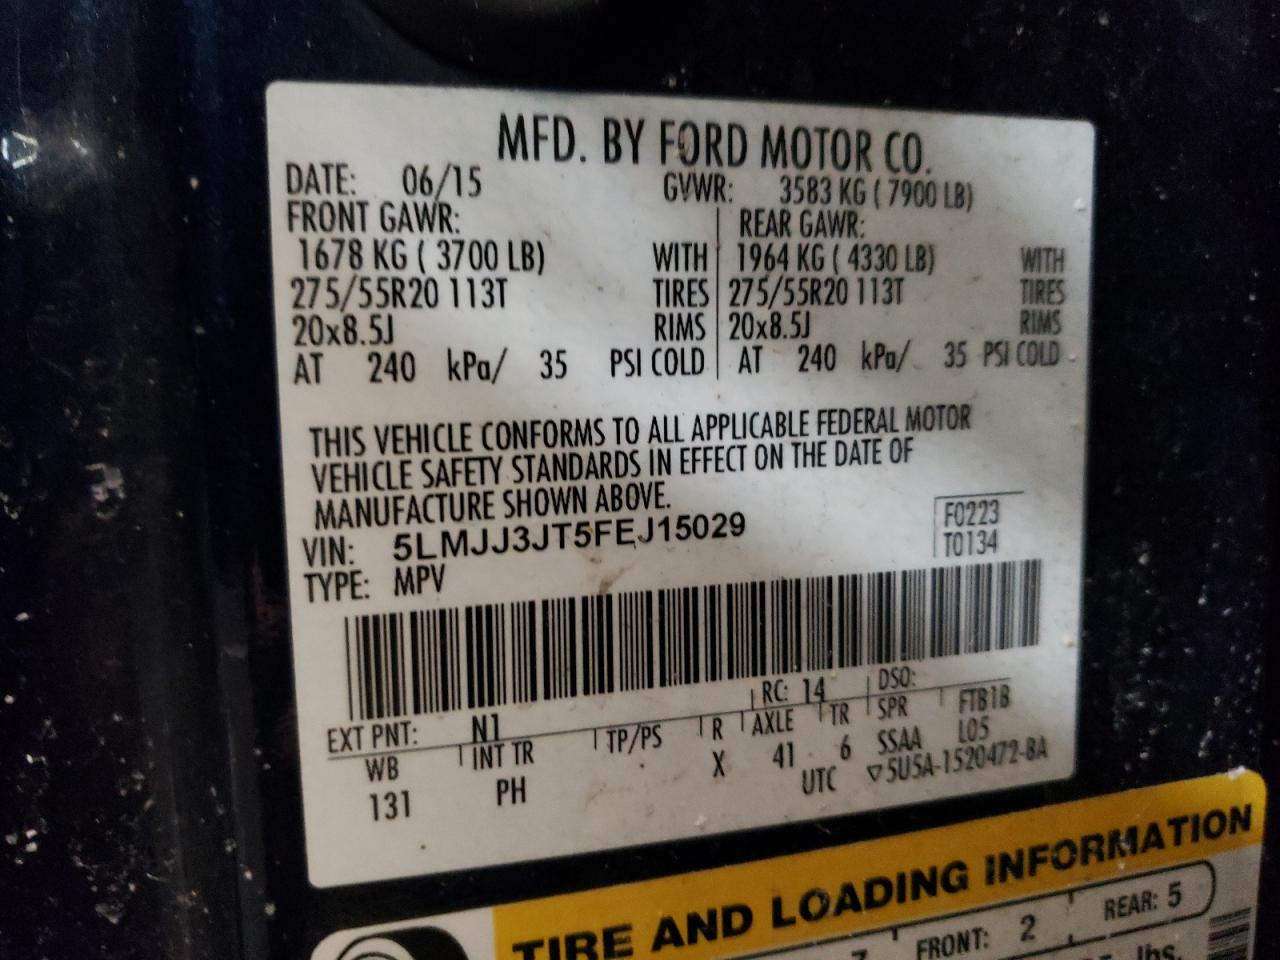 MFD. BY FORD MOTOR CO.
DATE: 06/15 GVWR: 3583 KG ( 7900 LB)
FRONT GAWR: REAR GAWR:
1678 KG ( 3700 LB) WITH 1964 KG ( 4330 LB) WITH
275/55R20 113T TIRES 275/55R20 113T TIRES
20x8.5J RIMS 20x8.5J RIMS
AT 240 kPa/ 35 PSI COLD AT 240 kPa/ 35 PSI COLD
THIS VEHICLE CONFORMS TO ALL APPLICABLE FEDERAL MOTOR
VEHICLE SAFETY STANDARDS IN EFFECT ON THE DATE OF
MANUFACTURE SHOWN ABOVE.
F0223
VIN: 5LMJJ3JT5FEJ15029
T0134
TYPE: MPV
EXT PNT: N1 RC: 14 DSO:
WB INT TR TP/PS R AXLE TR SPR FTB1B
131 PH X 41 6 SSAA L05
UTC ▽5U5A-1520472-BA
TIRE AND LOADING INFORMATION
FRONT: 2 REAR: 5
lbs.